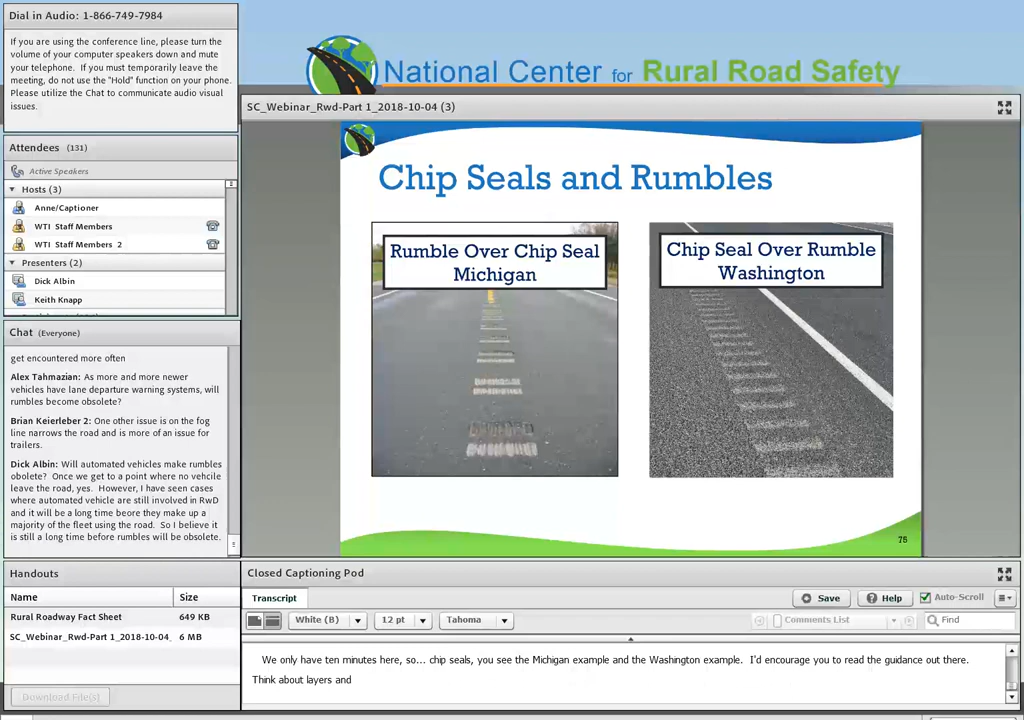 Dial in Audio: 1-866-749-7984
If you are using the conference line, please turn the
volume of your computer speakers down and mute
your telephone. If you must temporarily leave the
meeting, do not use the "Hold" function on your phone.
Please utilize the Chat to communicate audio visual
issues.
Attendees (131)
Active Speakers
Hosts (3)
Anne/Captioner
WTI Staff Members
WTI Staff Members 2
Presenters (2)
Dick Albin
Keith Knapp
Chat (Everyone)
get encountered more often
Alex Tahmazian: As more and more newer
vehicles have lane departure warning systems, will
rumbles become obsolete?
Brian Keierleber 2: One other issue is on the fog
line narrows the road and is more of an issue for
trailers.
Dick Albin: Will automated vehicles make rumbles
obolete? Once we get to a point where no vehcile
leave the road, yes. However, I have seen cases
where automated vehicle are still involved in RwD
and it will be a long time beore they make up a
majority of the fleet using the road. So I believe it
is still a long time before rumbles will be obsolete.
Handouts
Name Size
Rural Roadway Fact Sheet 649 KB
SC_Webinar_Rwd-Part 1_2018-10-04_ 6 MB
Download File(s)
National Center for Rural Road Safety
SC_Webinar_Rwd-Part 1_2018-10-04 (3)
Chip Seals and Rumbles
Rumble Over Chip Seal
Michigan
Chip Seal Over Rumble
Washington
75
Closed Captioning Pod
Transcript
Save
Help
Auto-Scroll
White (B)
12 pt
Tahoma
Comments List
Find
We only have ten minutes here, so... chip seals, you see the Michigan example and the Washington example. I'd encourage you to read the guidance out there.
Think about layers and